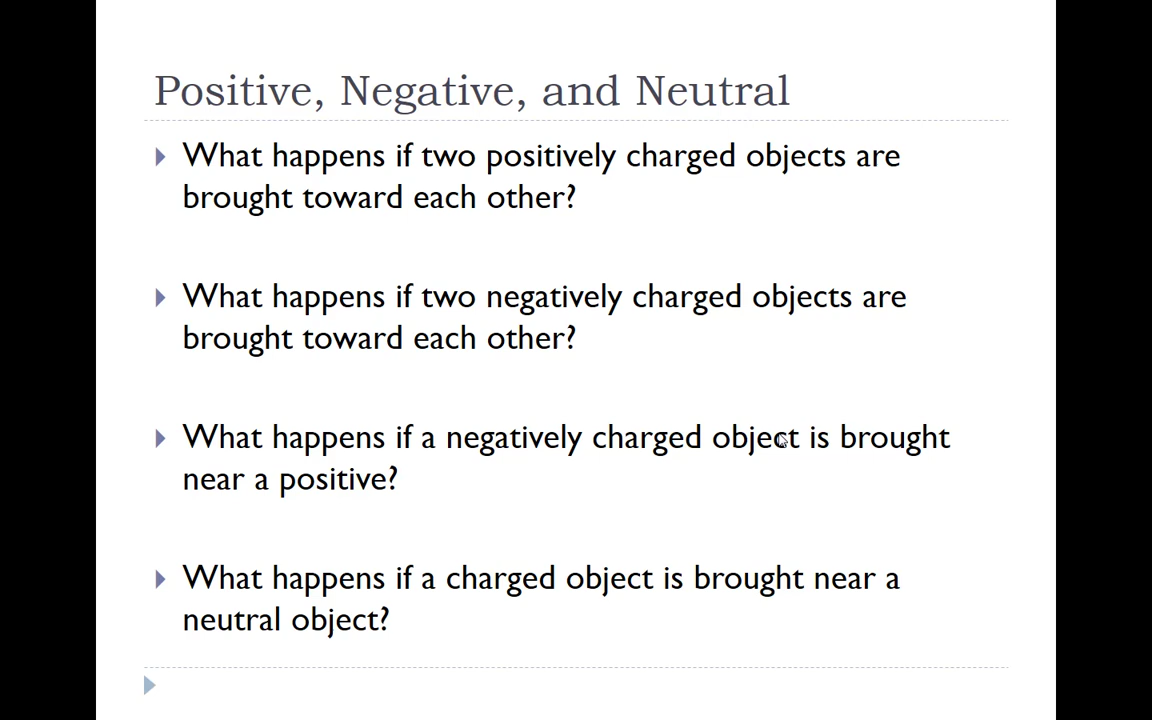 Positive, Negative, and Neutral
What happens if two positively charged objects are
brought toward each other?
What happens if two negatively charged objects are
brought toward each other?
What happens if a negatively charged object is brought
near a positive?
What happens if a charged object is brought near a
neutral object?